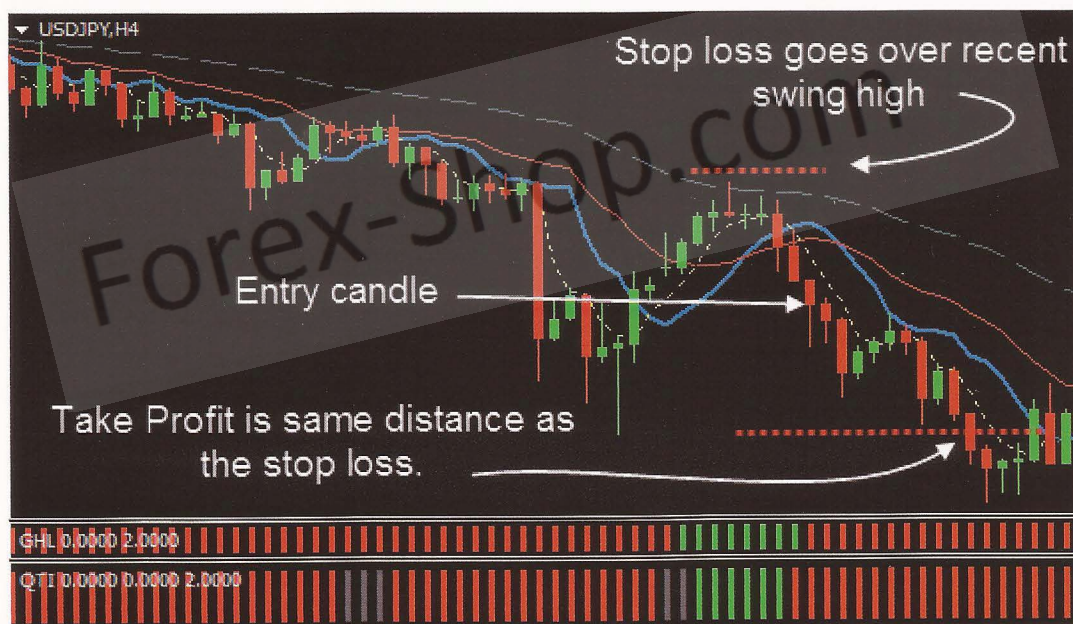 USDJPY,H4
Stop loss goes over recent
swing high
Forex-Shop.com
Entry candle
Take Profit is same distance as
the stop loss.
GHL 0.0000 2.0000
QTI 0.0000 0.0000 2.0000